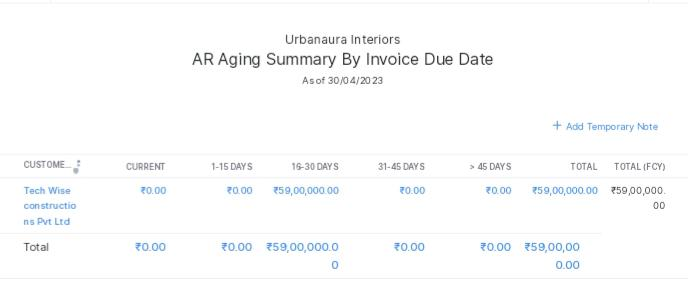 Urbanaura Interiors
AR Aging Summary By Invoice Due Date
As of 30/04/2023
+ Add Temporary Note
CUSTOME... CURRENT 1-15 DAYS 16-30 DAYS 31-45 DAYS > 45 DAYS TOTAL TOTAL (FCY)
Tech Wise ₹0.00 ₹0.00 ₹59,00,000.00 ₹0.00 ₹0.00 ₹59,00,000.00 ₹59,00,000.
constructio 00
ns Pvt Ltd
Total ₹0.00 ₹0.00 ₹59,00,000.0 ₹0.00 ₹0.00 ₹59,00,00
0 0.00